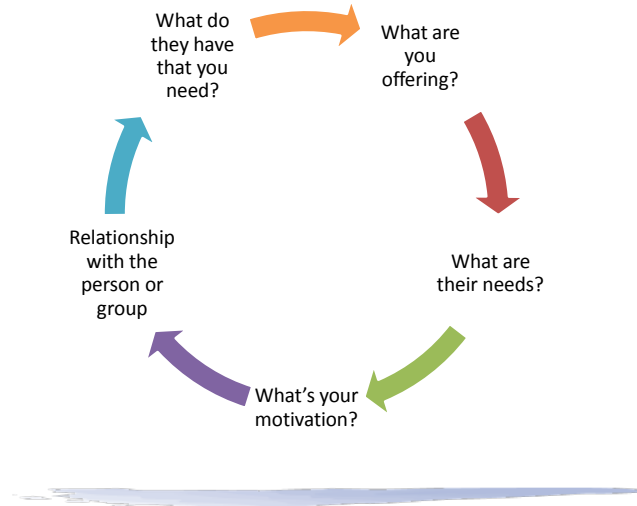 What do
they have
that you
need?
What are
you
offering?
What are
their needs?
What's your
motivation?
Relationship
with the
person or
group